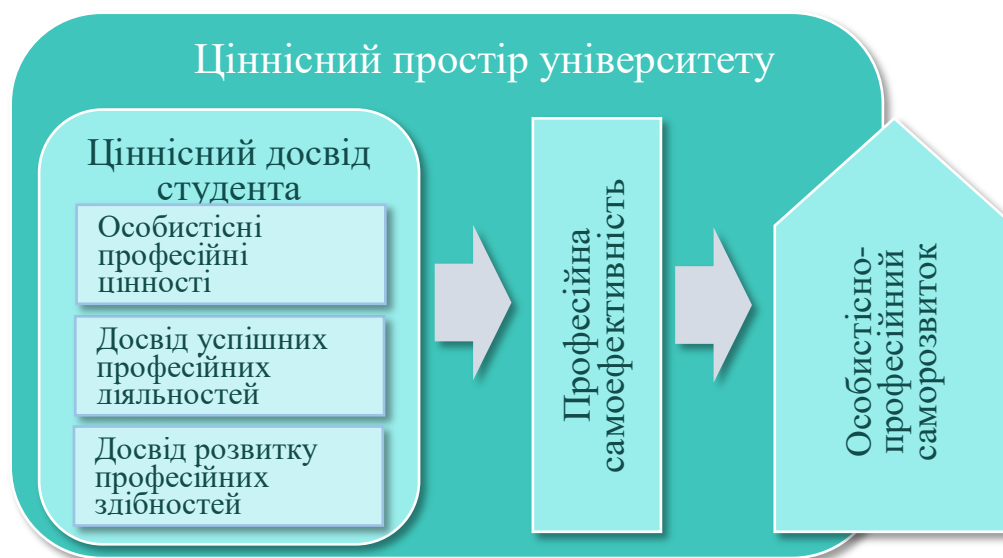 Ціннісний простір університету
Ціннісний досвід
студента
Особистісні
професійні
цінності
Досвід успішних
професійних
діяльностей
Досвід розвитку
професійних
здібностей
Професійна
самоефективність
Особистісно-
професійний
саморозвиток